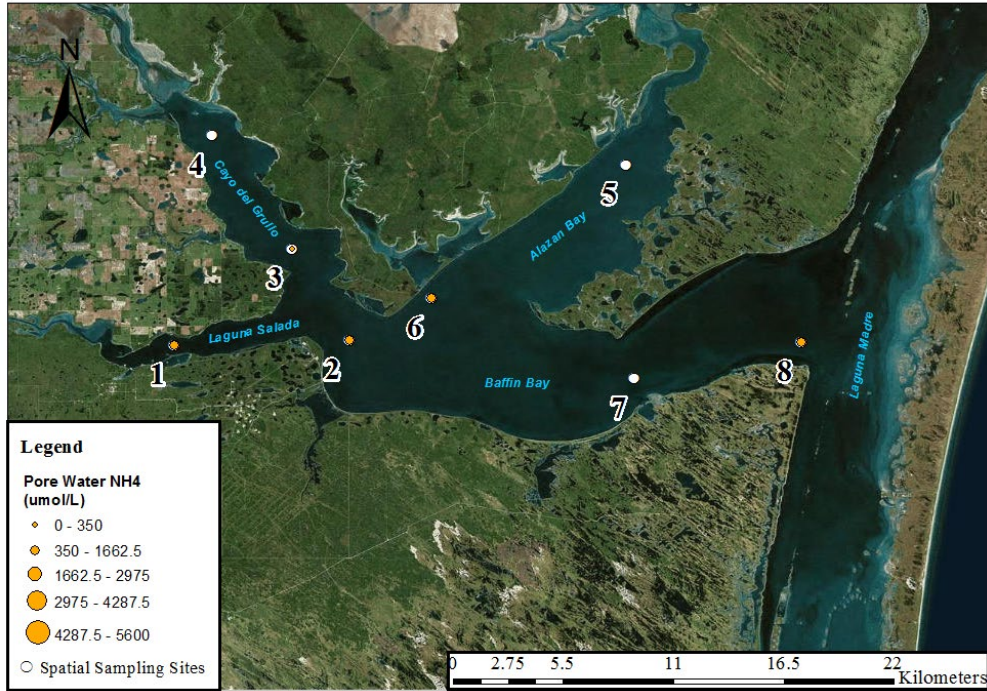 N
4
Cayo del Grullo
5
Alazan Bay
3
6
Laguna Salada
1
2
8
Baffin Bay
7
Laguna Madre
Legend
Pore Water NH4
(umol/L)
0 - 350
350 - 1662.5
1662.5 - 2975
2975 - 4287.5
4287.5 - 5600
Spatial Sampling Sites
0 2.75 5.5 11 16.5 22
Kilometers